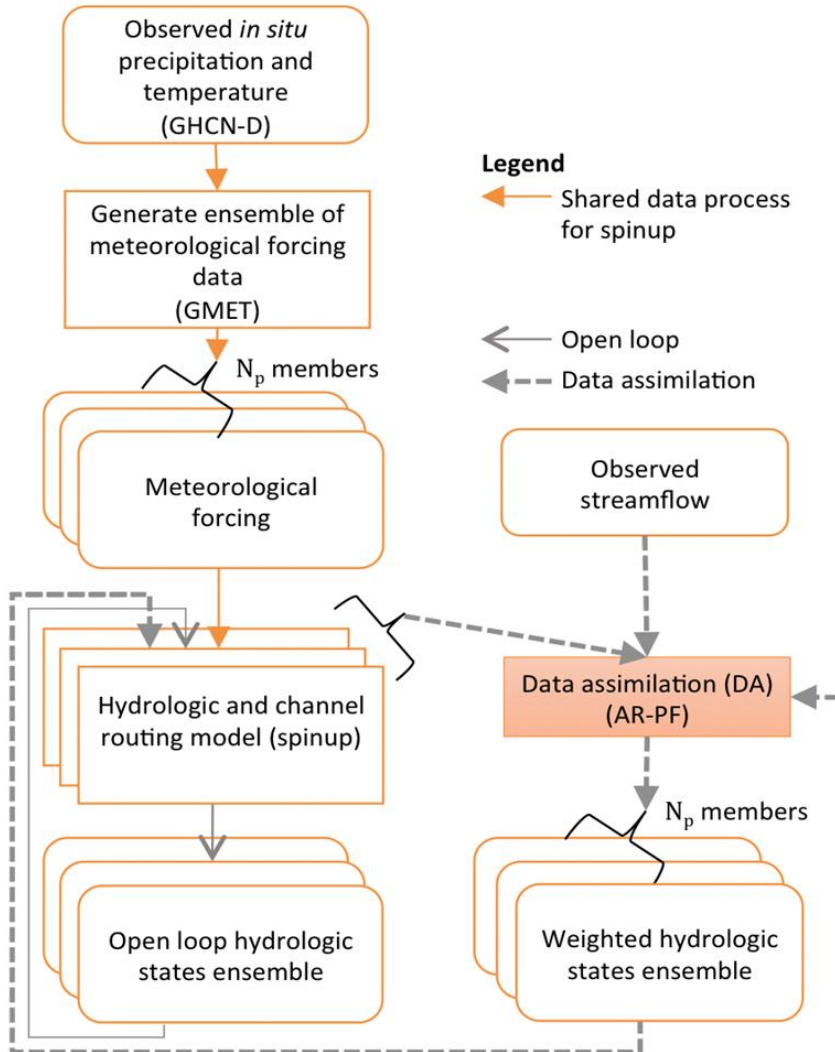 Observed in situ
precipitation and
temperature
(GHCN-D)
Generate ensemble of
meteorological forcing
data
(GMET)
Legend
Shared data process
for spinup
Open loop
Data assimilation
Nₚ members
Meteorological
forcing
Observed
streamflow
Hydrologic and channel
routing model (spinup)
Data assimilation (DA)
(AR-PF)
Nₚ members
Open loop hydrologic
states ensemble
Weighted hydrologic
states ensemble